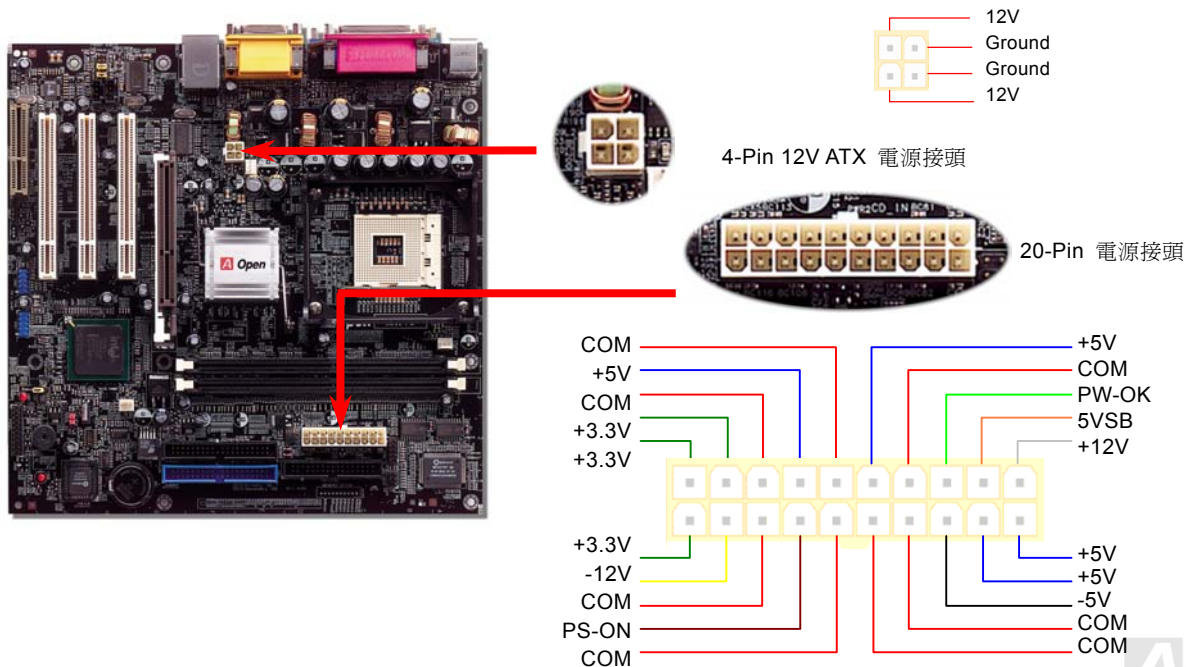 12V
Ground
Ground
12V
4-Pin 12V ATX 電源接頭
20-Pin 電源接頭
A Open
CD_IN
COM
+5V
COM
+3.3V
+3.3V
+5V
COM
PW-OK
5VSB
+12V
+3.3V
-12V
COM
PS-ON
COM
+5V
+5V
-5V
COM
COM